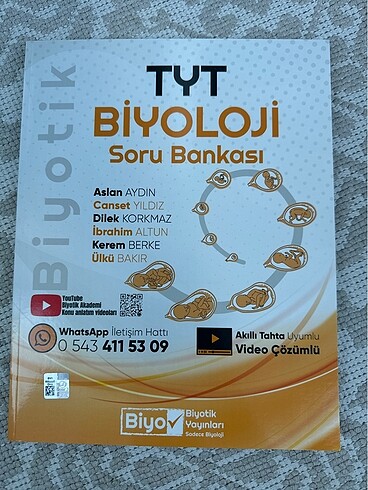 Biyotik
TYT
BİYOLOJİ
Soru Bankası
Aslan AYDIN
Canset YILDIZ
Dilek KORKMAZ
İbrahim ALTUN
Kerem BERKE
Ülkü BAKIR
YouTube
Biyotik Akademi
Konu anlatım videoları
WhatsApp İletişim Hattı
0 543 411 53 09
Akıllı Tahta Uyumlu
Video Çözümlü
Biyo
Biyotik
Yayınları
Sadece Biyoloji